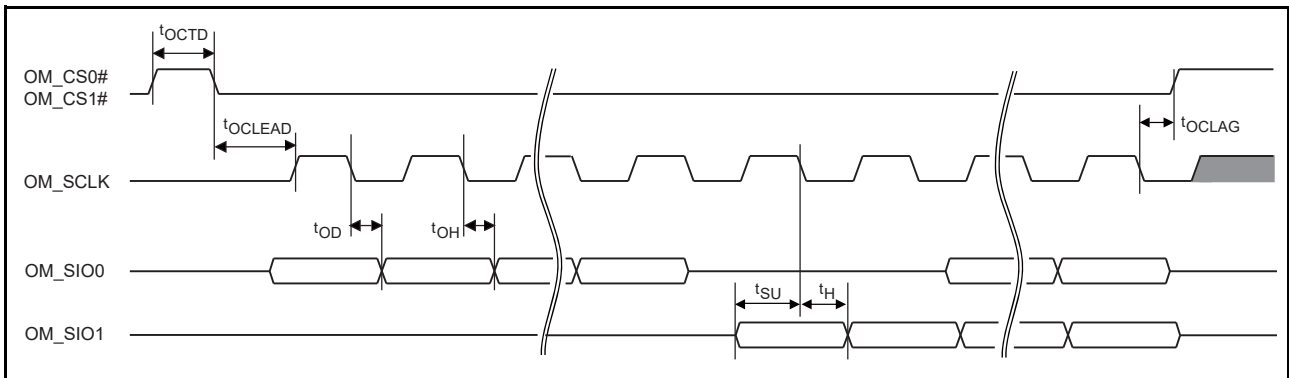 tOCTD
OM_CS0#
OM_CS1#
tOCLEAD
tOCLAG
OM_SCLK
tOD
tOH
OM_SIO0
tSU
tH
OM_SIO1